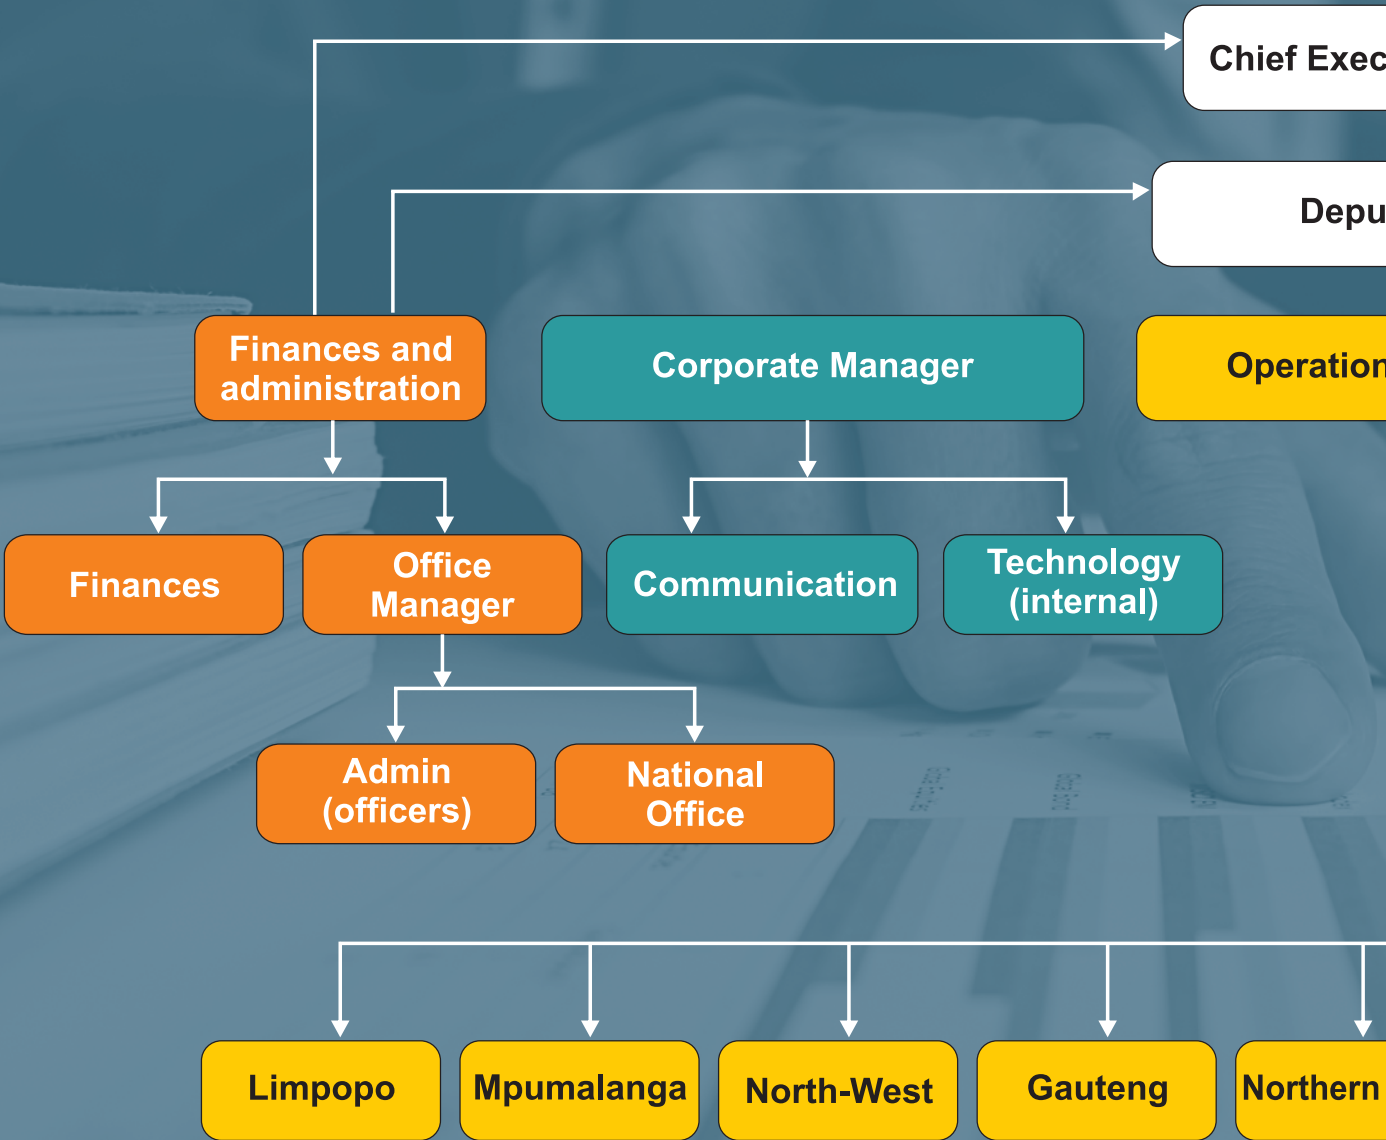 Chief Exec
Depu
Finances and
administration
Corporate Manager
Operation
Finances
Office
Manager
Communication
Technology
(internal)
Admin
(officers)
National
Office
Limpopo
Mpumalanga
North-West
Gauteng
Northern